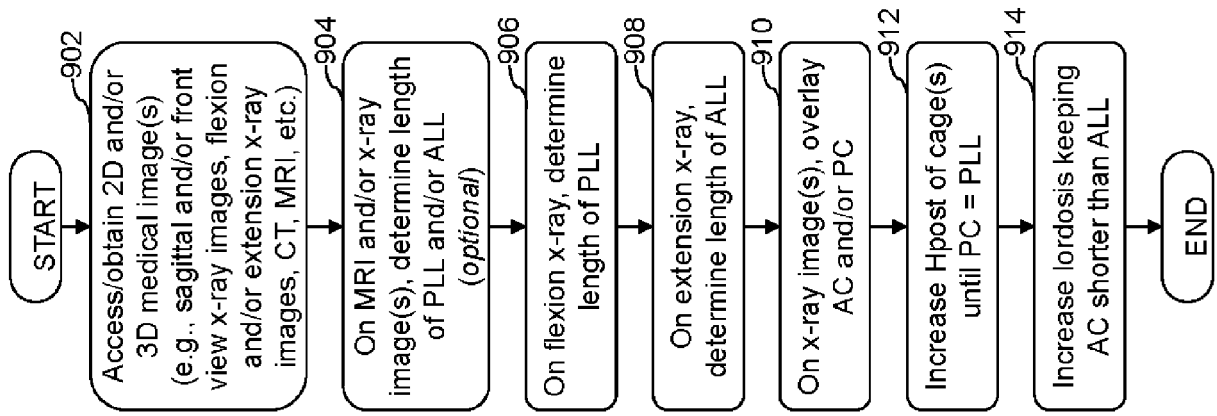 START
902
Access/obtain 2D and/or
3D medical image(s)
(e.g., sagittal and/or front
view x-ray images, flexion
and/or extension x-ray
images, CT, MRI, etc.)
904
On MRI and/or x-ray
image(s), determine length
of PLL and/or ALL
(optional)
906
On flexion x-ray, determine
length of PLL
908
On extension x-ray,
determine length of ALL
910
On x-ray image(s), overlay
AC and/or PC
912
Increase Hpost of cage(s)
until PC = PLL
914
Increase lordosis keeping
AC shorter than ALL
END